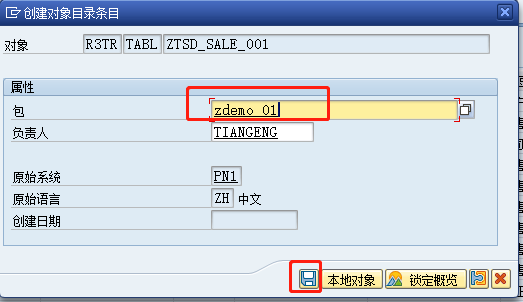 创建对象目录条目
对象 R3TR TABL ZTSD_SALE_001
属性
包 zdemo_01
负责人 TIANGENG
原始系统 PN1
原始语言 ZH 中文
创建日期
本地对象 锁定概览